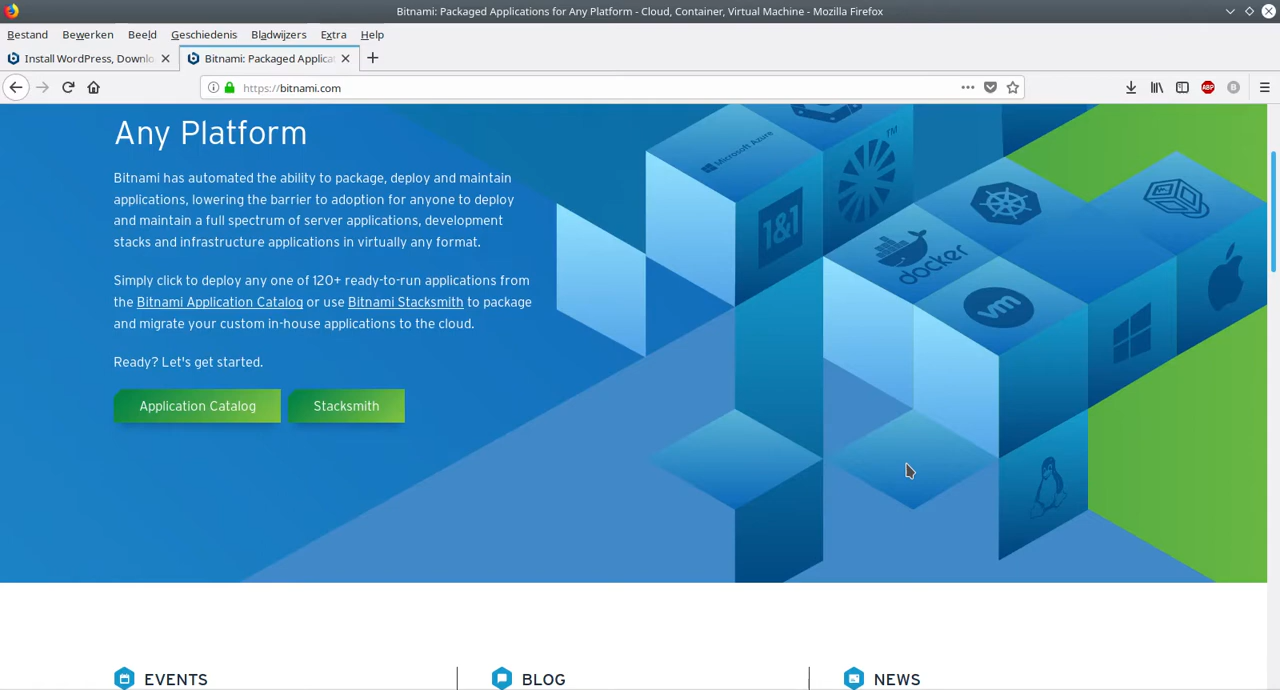 Bitnami: Packaged Applications for Any Platform - Cloud, Container, Virtual Machine - Mozilla Firefox
Bestand Bewerken Beeld Geschiedenis Bladwijzers Extra Help
Install WordPress, Downlo Bitnami: Packaged Applicat
https://bitnami.com
ABP
Any Platform
Bitnami has automated the ability to package, deploy and maintain
applications, lowering the barrier to adoption for anyone to deploy
and maintain a full spectrum of server applications, development
stacks and infrastructure applications in virtually any format.
Simply click to deploy any one of 120+ ready-to-run applications from
the Bitnami Application Catalog or use Bitnami Stacksmith to package
and migrate your custom in-house applications to the cloud.
Ready? Let's get started.
Application Catalog Stacksmith
Microsoft Azure
TM
1&1
docker
vm
EVENTS BLOG NEWS